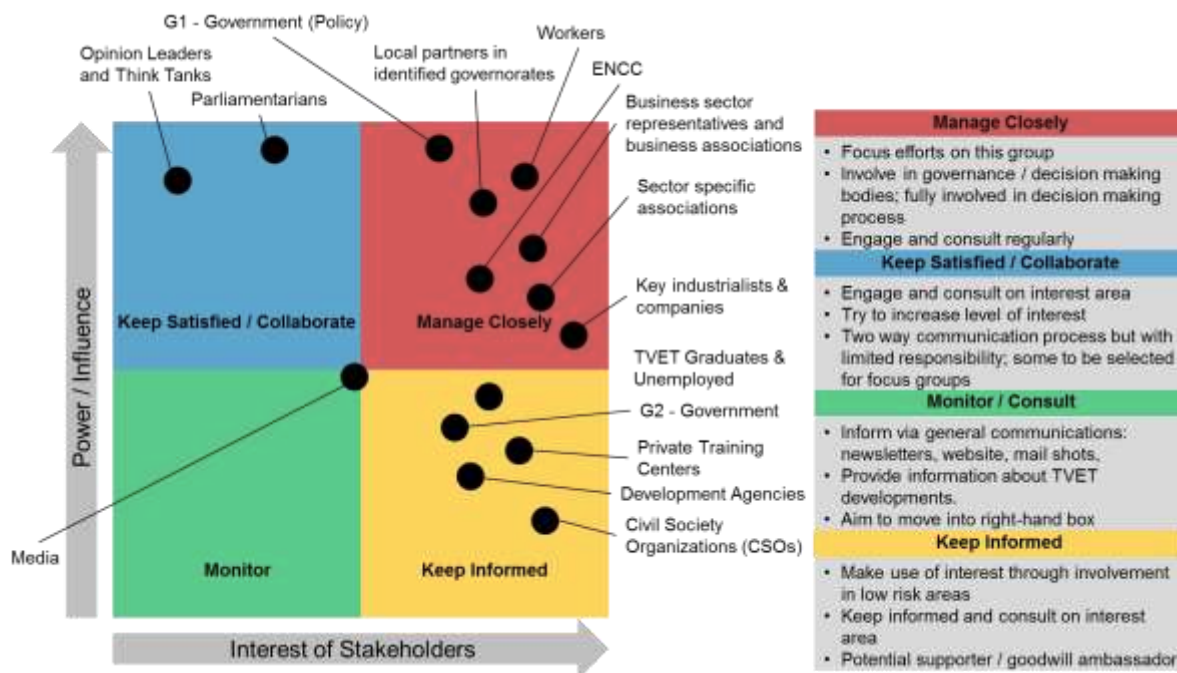 G1 - Government (Policy)
Opinion Leaders
and Think Tanks
Parliamentarians
Local partners in
identified governorates
Workers
ENCC
Business sector
representatives and
business associations
Sector specific
associations
Key industrialists &
companies
TVET Graduates &
Unemployed
G2 - Government
Private Training
Centers
Development Agencies
Civil Society
Organizations (CSOs)
Media
Power / Influence
Keep Satisfied / Collaborate
Manage Closely
Monitor
Keep Informed
Interest of Stakeholders
Manage Closely
• Focus efforts on this group
• Involve in governance / decision making
bodies; fully involved in decision making
process
• Engage and consult regularly
Keep Satisfied / Collaborate
• Engage and consult on interest area
• Try to increase level of interest
• Two way communication process but with
limited responsibility; some to be selected
for focus groups
Monitor / Consult
• Inform via general communications:
newsletters, website, mail shots,
• Provide information about TVET
developments.
• Aim to move into right-hand box
Keep Informed
• Make use of interest through involvement
in low risk areas
• Keep informed and consult on interest
area
• Potential supporter / goodwill ambassador